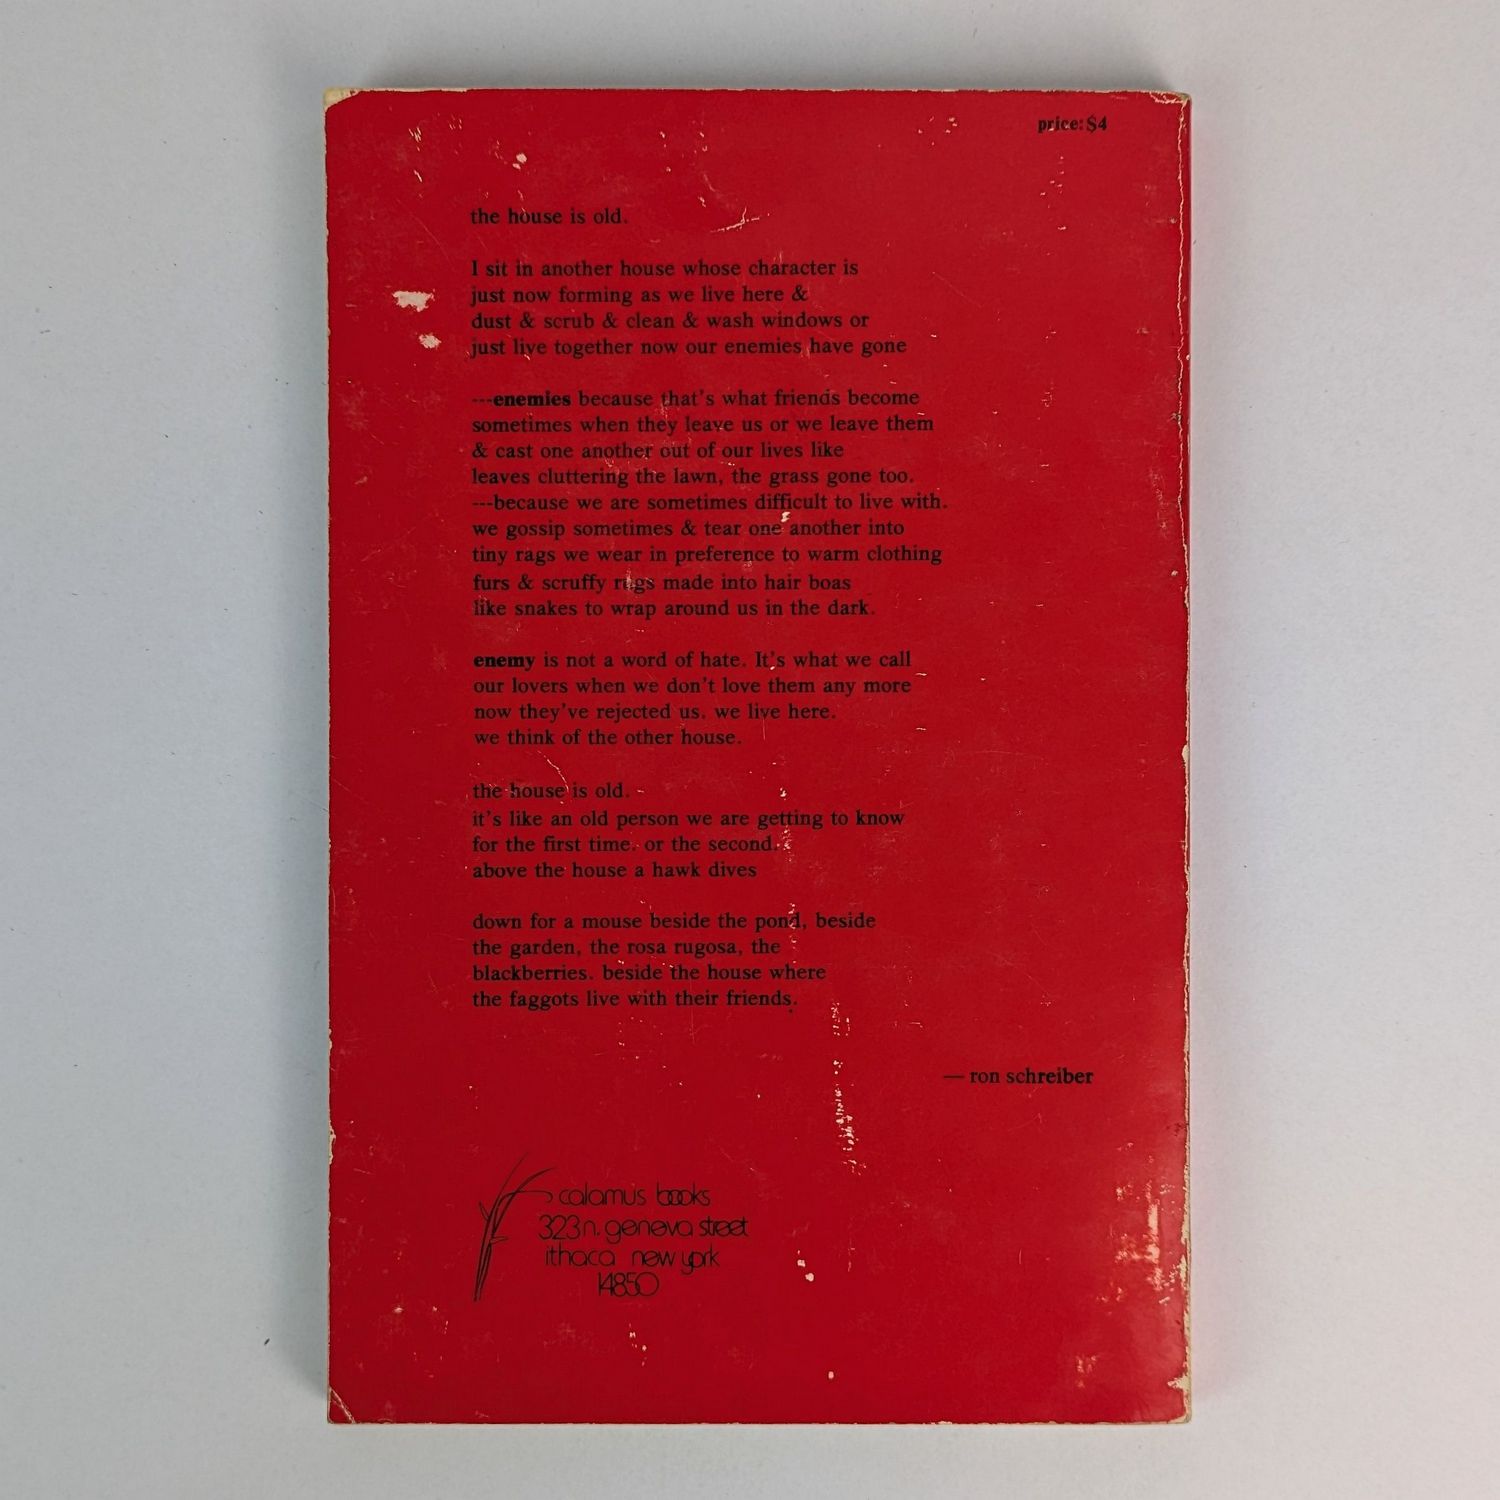 price: $4
the house is old.
I sit in another house whose character is
just now forming as we live here &
dust & scrub & clean & wash windows or
just live together now our enemies have gone
---enemies because that's what friends become
sometimes when they leave us or we leave them
& cast one another out of our lives like
leaves cluttering the lawn, the grass gone too.
---because we are sometimes difficult to live with.
we gossip sometimes & tear one another into
tiny rags we wear in preference to warm clothing
furs & scruffy rags made into hair boas
like snakes to wrap around us in the dark.
enemy is not a word of hate. It's what we call
our lovers when we don't love them any more
now they've rejected us. we live here.
we think of the other house.
the house is old.
it's like an old person we are getting to know
for the first time. or the second.
above the house a hawk dives
down for a mouse beside the pond, beside
the garden, the rosa rugosa, the
blackberries. beside the house where
the faggots live with their friends.
— ron schreiber
calamus books
323 n. geneva street
ithaca new york
14850